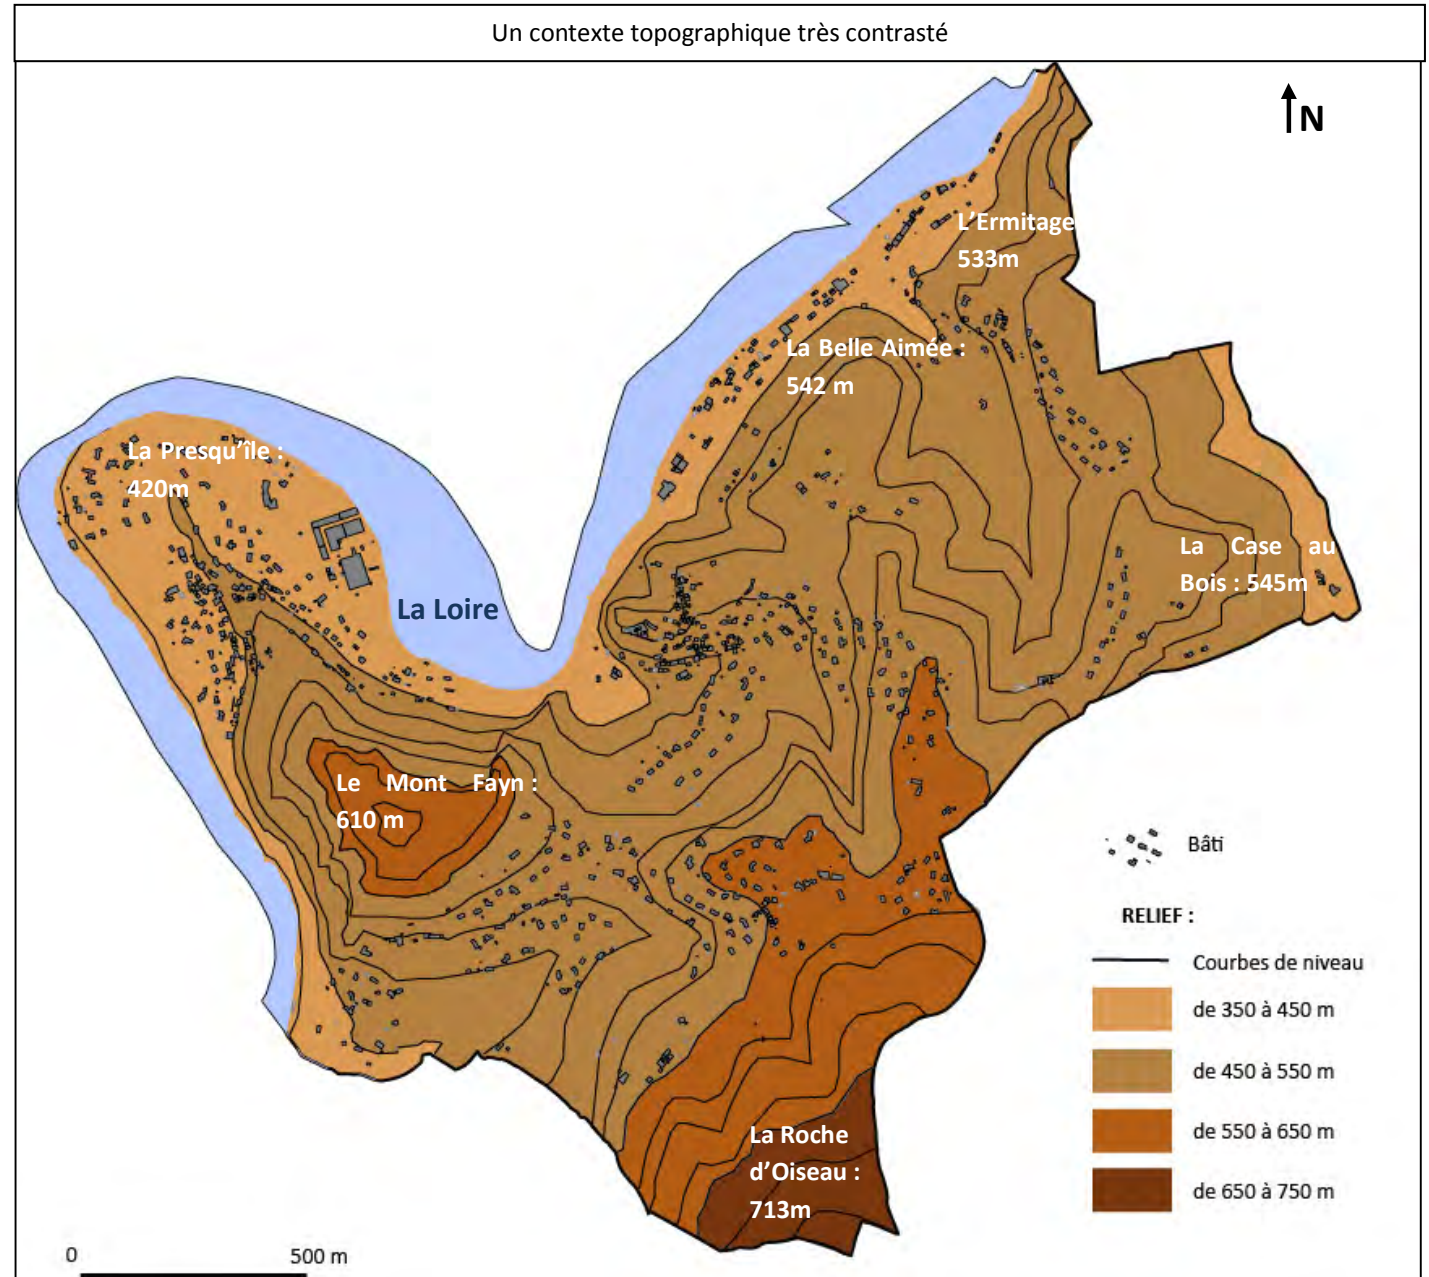 Un contexte topographique très contrasté
N
L'Ermitage
533m
La Belle Aimée :
542 m
La Presqu'île :
420m
La Case au
Bois : 545m
La Loire
Le Mont Fayn :
610 m
Bâti
RELIEF :
Courbes de niveau
de 350 à 450 m
de 450 à 550 m
de 550 à 650 m
de 650 à 750 m
La Roche
d'Oiseau :
713m
0 500 m